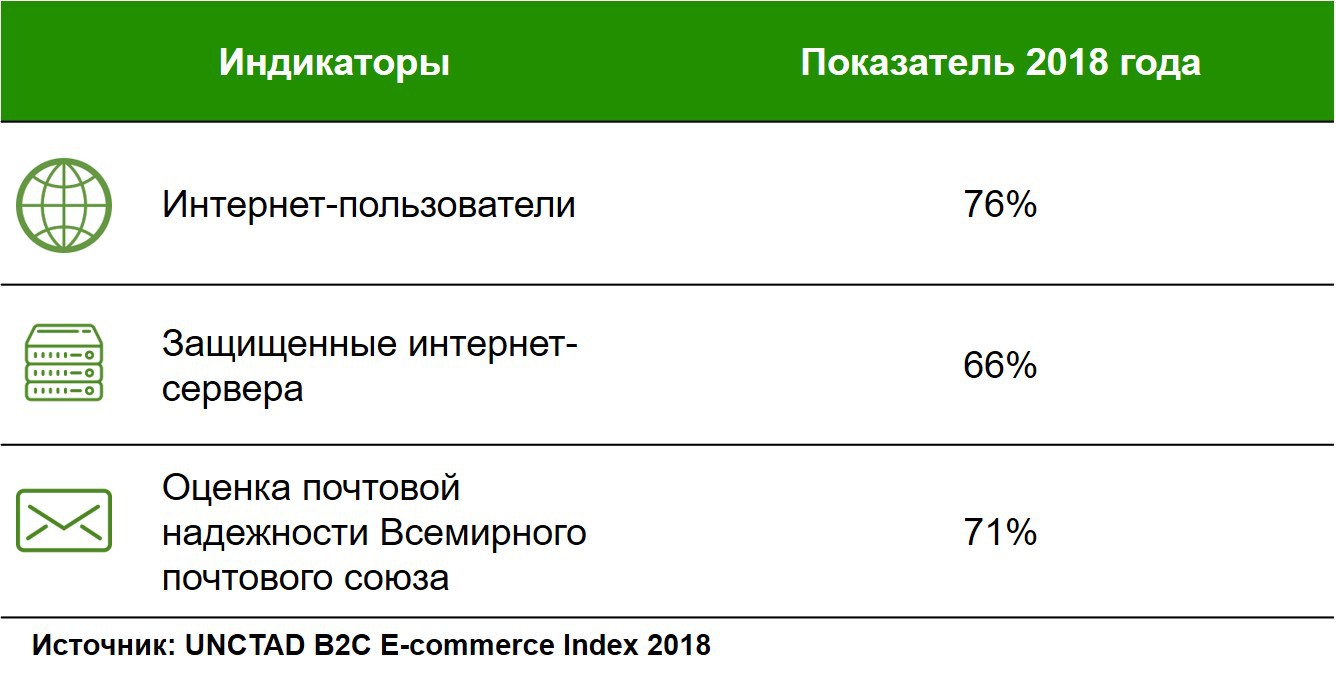 Индикаторы Показатель 2018 года
Интернет-пользователи 76%
Защищенные интернет-
сервера 66%
Оценка почтовой
надежности Всемирного 71%
почтового союза
Источник: UNCTAD B2C E-commerce Index 2018